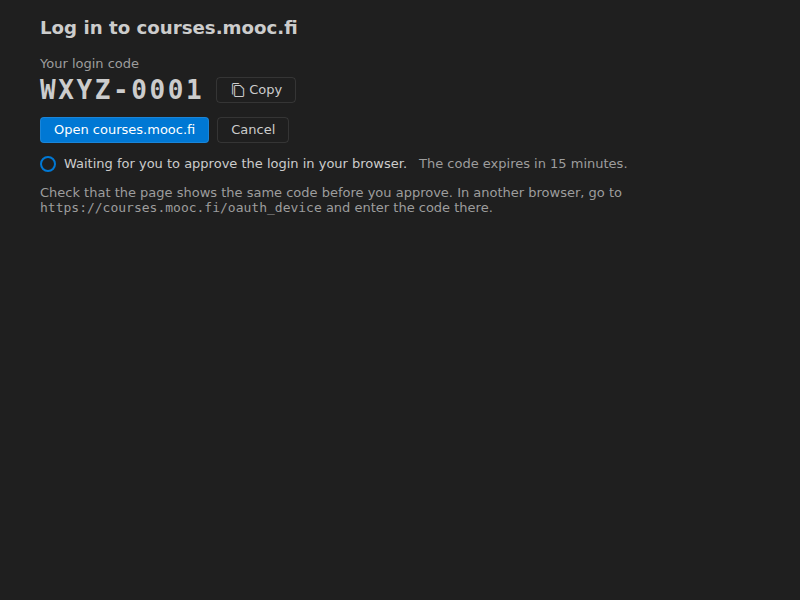 Log in to courses.mooc.fi
Your login code
WXYZ-0001 Copy
Open courses.mooc.fi Cancel
Waiting for you to approve the login in your browser. The code expires in 15 minutes.
Check that the page shows the same code before you approve. In another browser, go to
https://courses.mooc.fi/oauth_device and enter the code there.